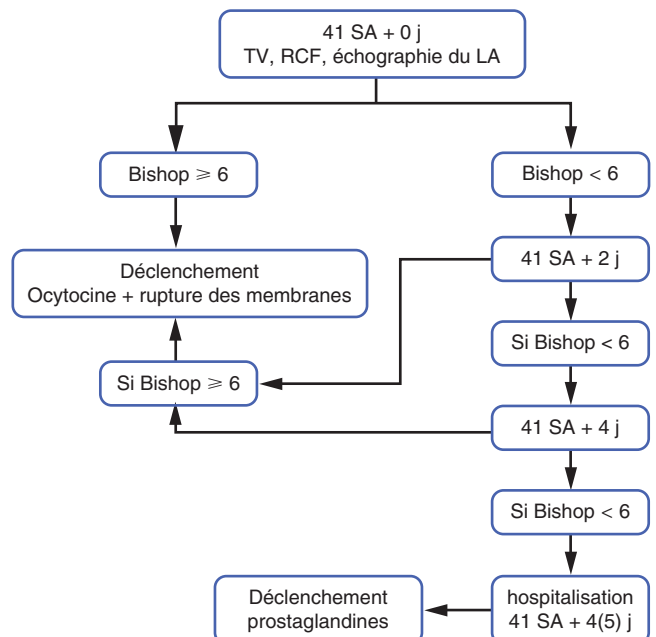 41 SA + 0 j
TV, RCF, échographie du LA
Bishop ⩾ 6
Bishop < 6
Déclenchement
Ocytocine + rupture des membranes
41 SA + 2 j
Si Bishop < 6
Si Bishop ⩾ 6
41 SA + 4 j
Si Bishop < 6
Déclenchement
prostaglandines
hospitalisation
41 SA + 4(5) j